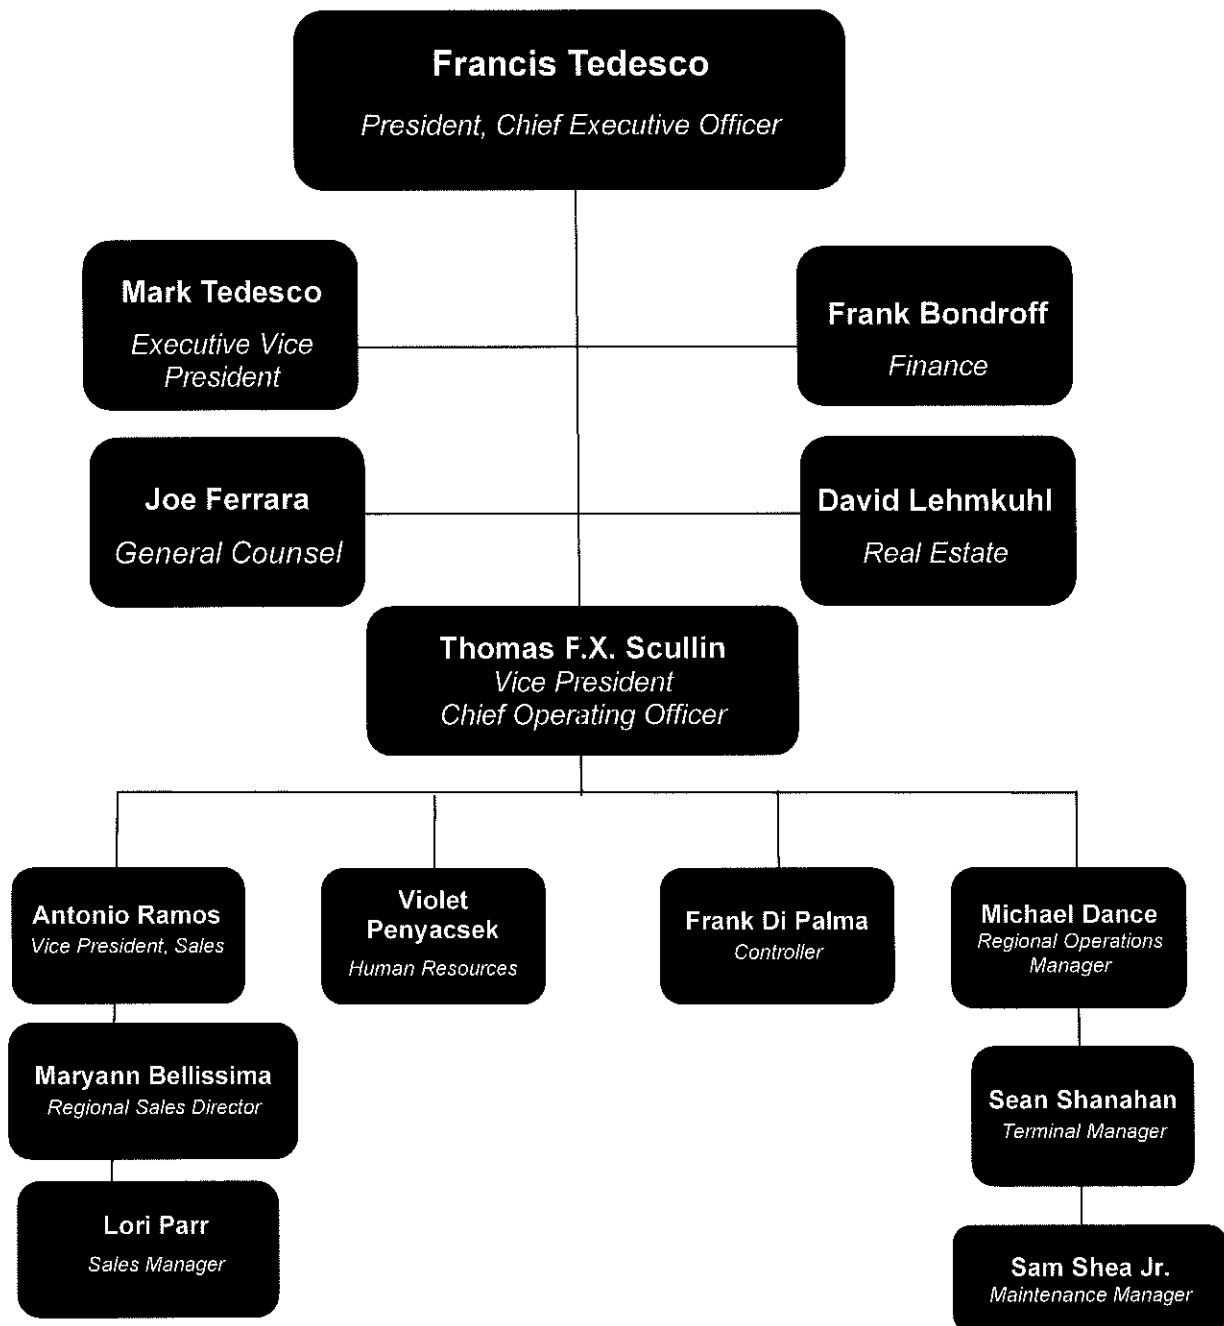 Francis Tedesco
President, Chief Executive Officer
Mark Tedesco
Executive Vice
President
Frank Bondroff
Finance
Joe Ferrara
General Counsel
David Lehmkuhl
Real Estate
Thomas F.X. Scullin
Vice President
Chief Operating Officer
Antonio Ramos
Vice President, Sales
Violet
Penyacsek
Human Resources
Frank Di Palma
Controller
Michael Dance
Regional Operations
Manager
Maryann Bellissima
Regional Sales Director
Sean Shanahan
Terminal Manager
Lori Parr
Sales Manager
Sam Shea Jr.
Maintenance Manager